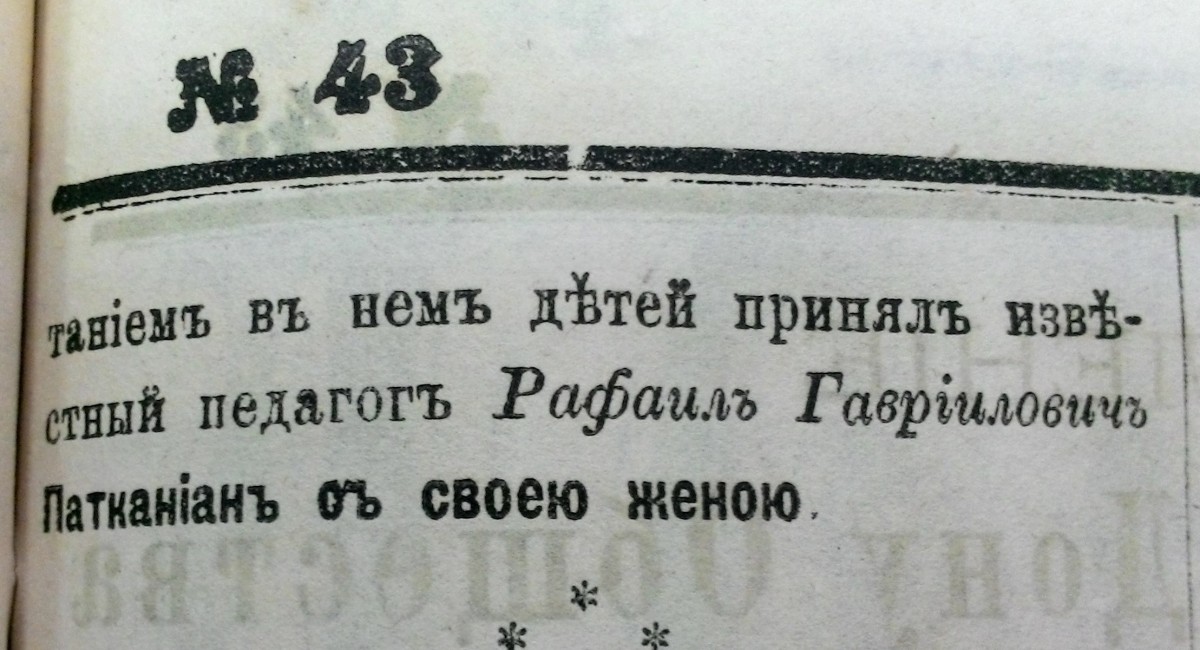 № 43
таніемъ въ немъ дѣтей принялъ извѣ-
стный педагогъ Рафаилъ Гавріиловичъ
Патканіанъ съ своею женою.
*
* *